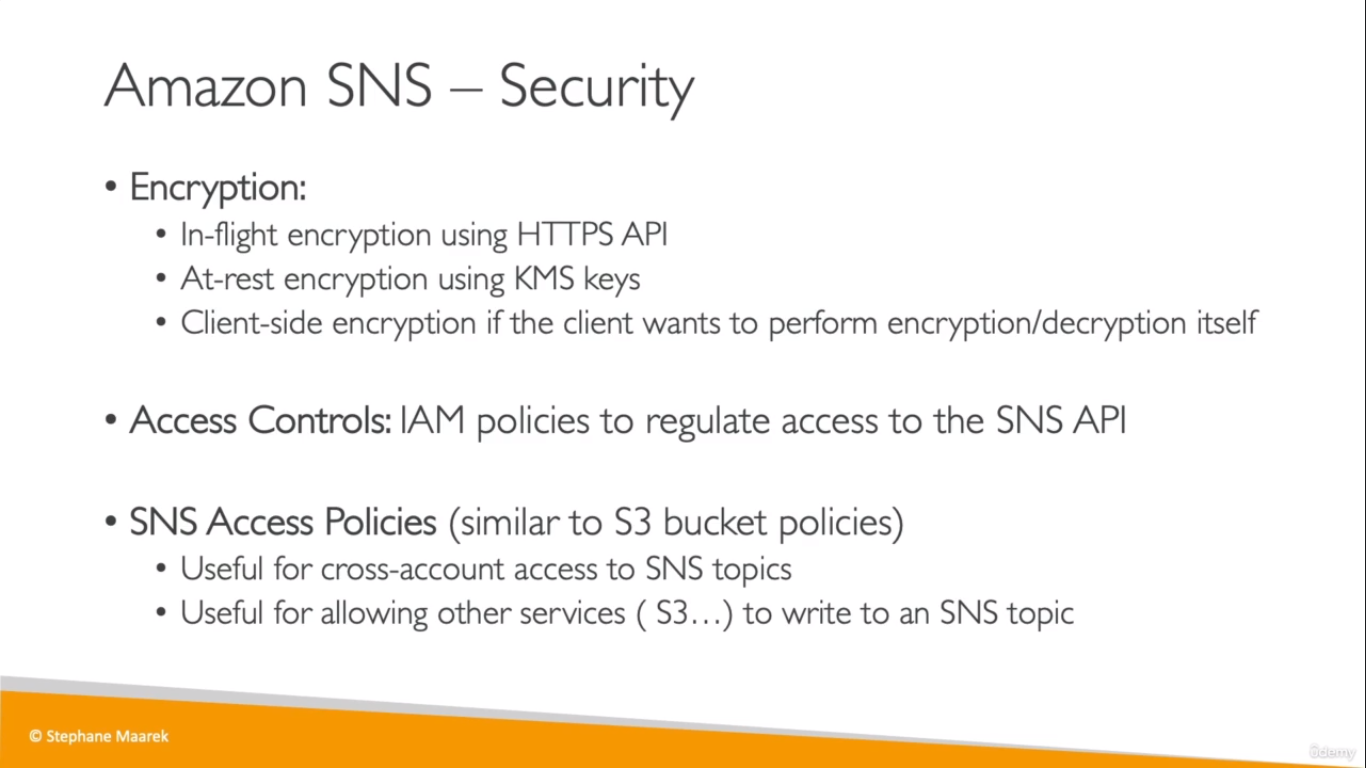 Amazon SNS – Security
• Encryption:
• In-flight encryption using HTTPS API
• At-rest encryption using KMS keys
• Client-side encryption if the client wants to perform encryption/decryption itself
• Access Controls: IAM policies to regulate access to the SNS API
• SNS Access Policies (similar to S3 bucket policies)
• Useful for cross-account access to SNS topics
• Useful for allowing other services ( S3…) to write to an SNS topic
© Stephane Maarek
ûdemy